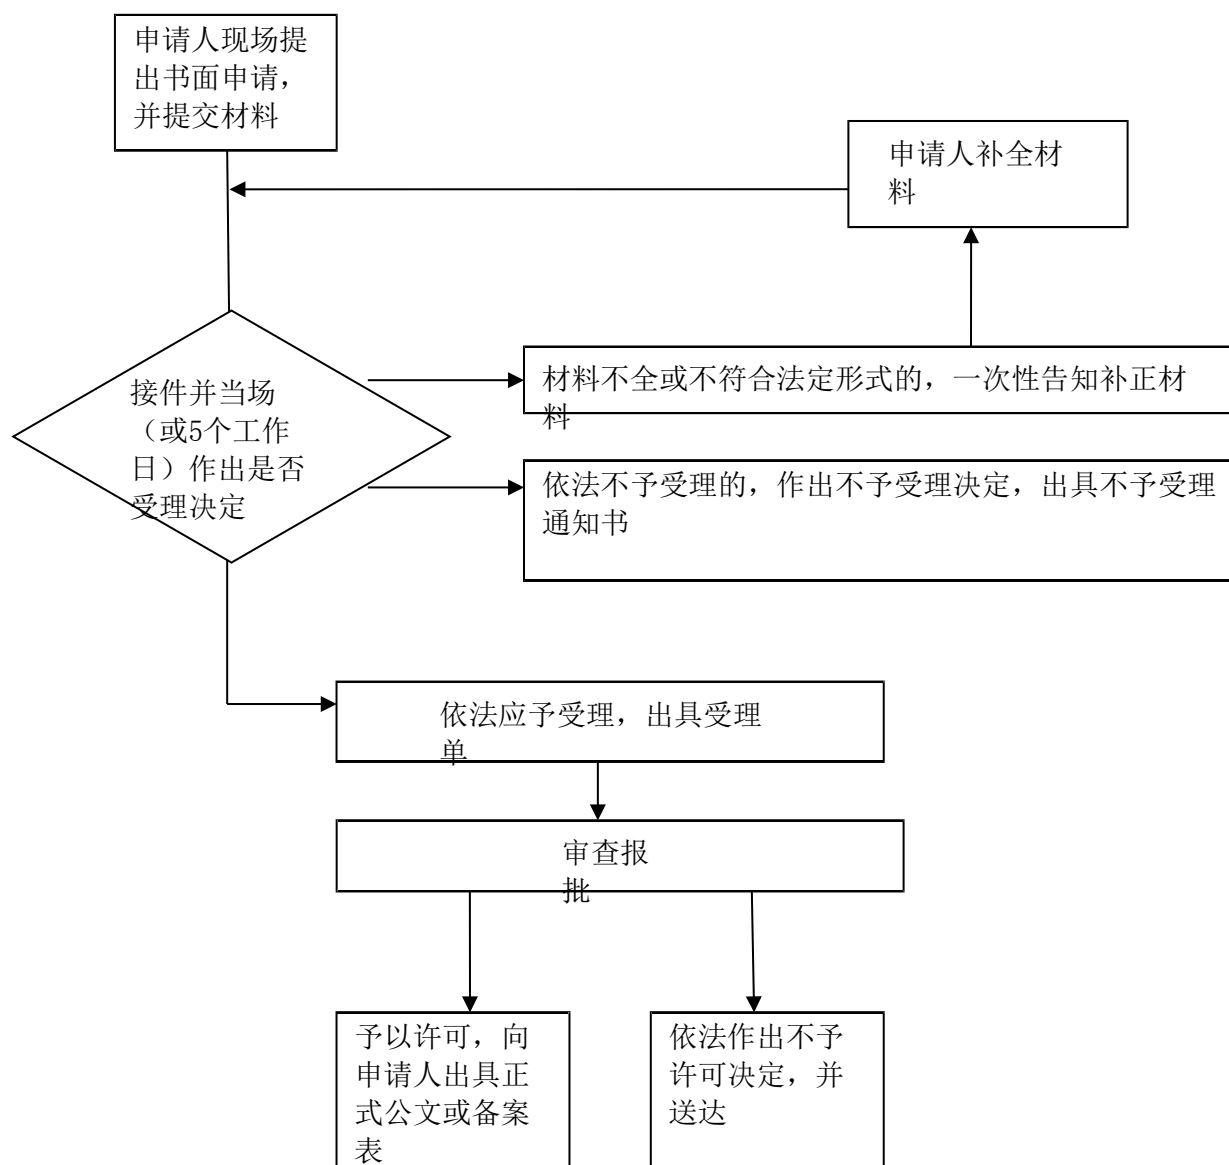 申请人现场提
出书面申请，
并提交材料
申请人补全材
料
材料不全或不符合法定形式的，一次性告知补正材
料
接件并当场
（或5个工作
日）作出是否
受理决定
依法不予受理的，作出不予受理决定，出具不予受理
通知书
依法应予受理，出具受理
单
审查报
批
予以许可，向
申请人出具正
式公文或备案
表
依法作出不予
许可决定，并
送达